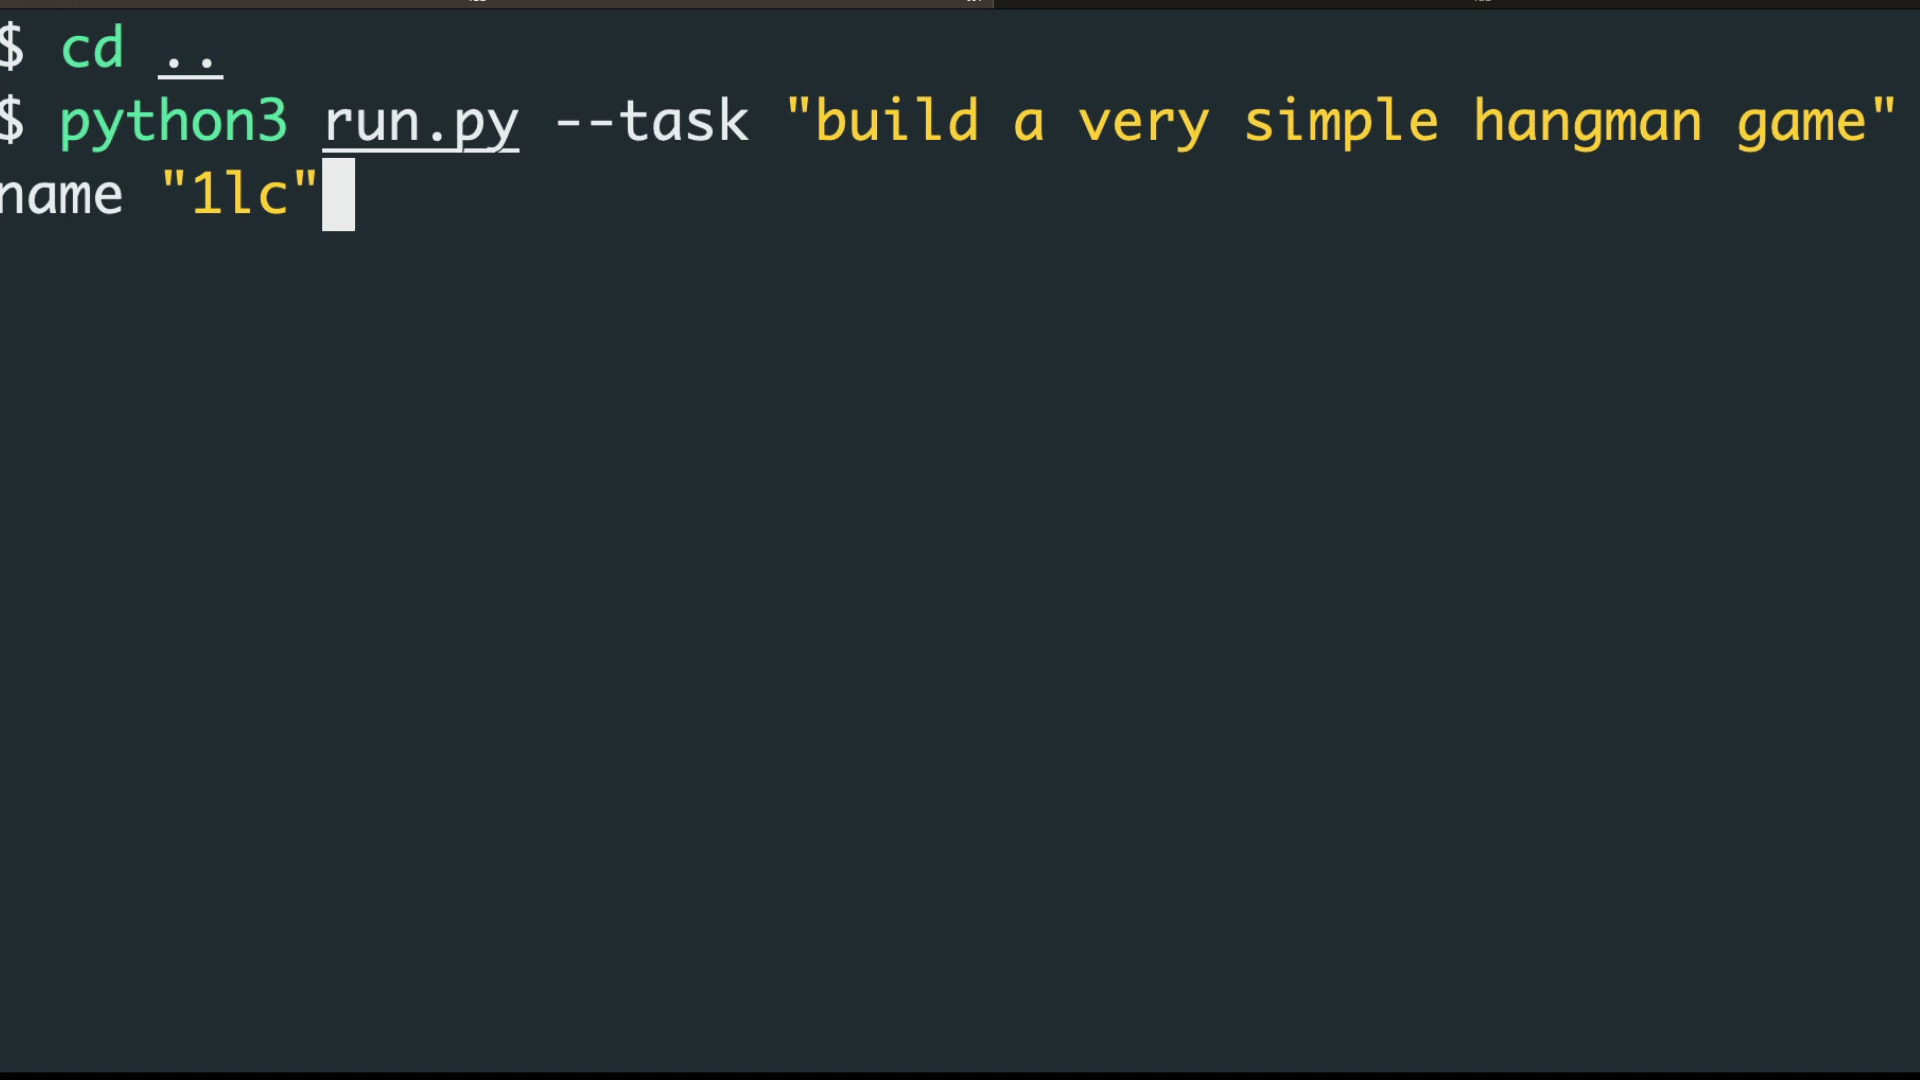 $ cd ..
$ python3 run.py --task "build a very simple hangman game"
name "1lc"